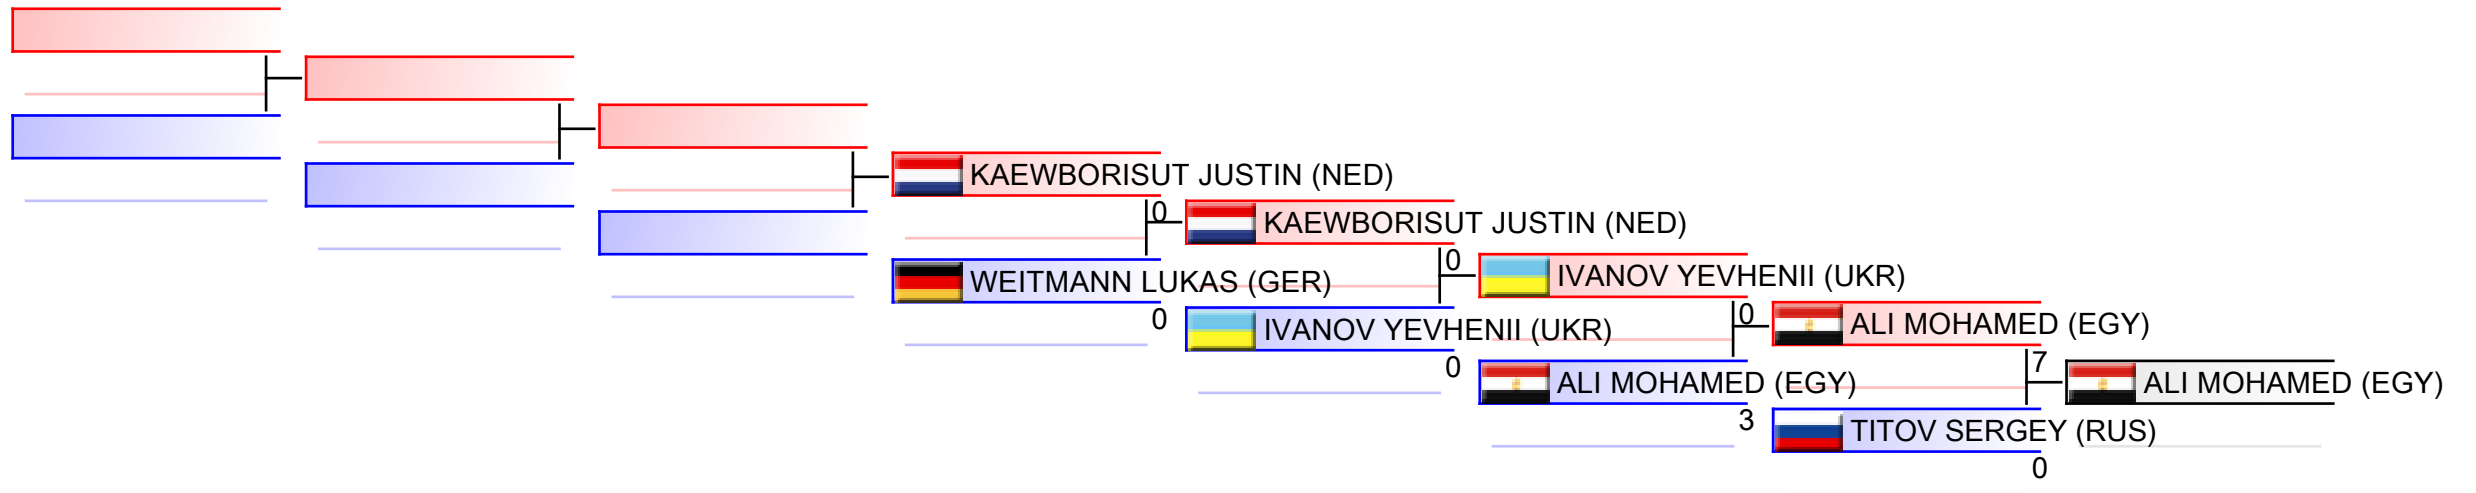 KAEWBORISUT JUSTIN (NED)
0
KAEWBORISUT JUSTIN (NED)
0
WEITMANN LUKAS (GER)
0
IVANOV YEVHENII (UKR)
0
IVANOV YEVHENII (UKR)
0
ALI MOHAMED (EGY)
3
ALI MOHAMED (EGY)
7
ALI MOHAMED (EGY)
TITOV SERGEY (RUS)
0